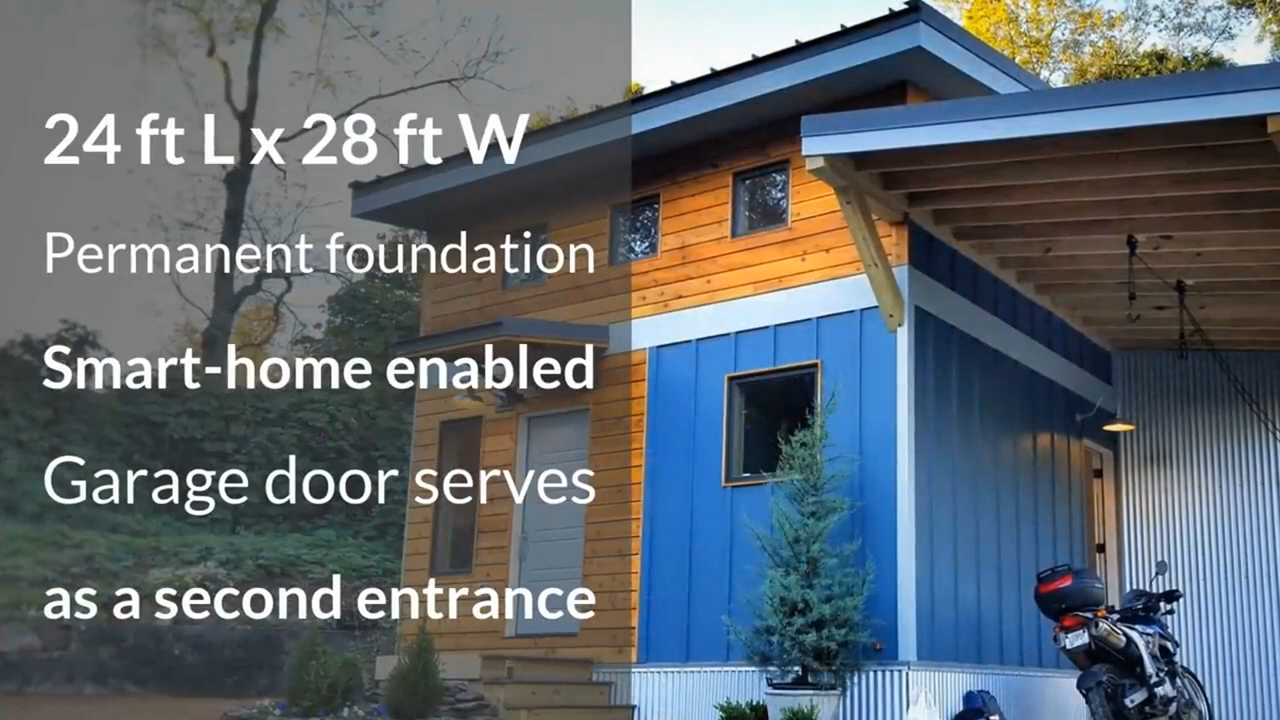 24 ft L x 28 ft W
Permanent foundation
Smart-home enabled
Garage door serves
as a second entrance